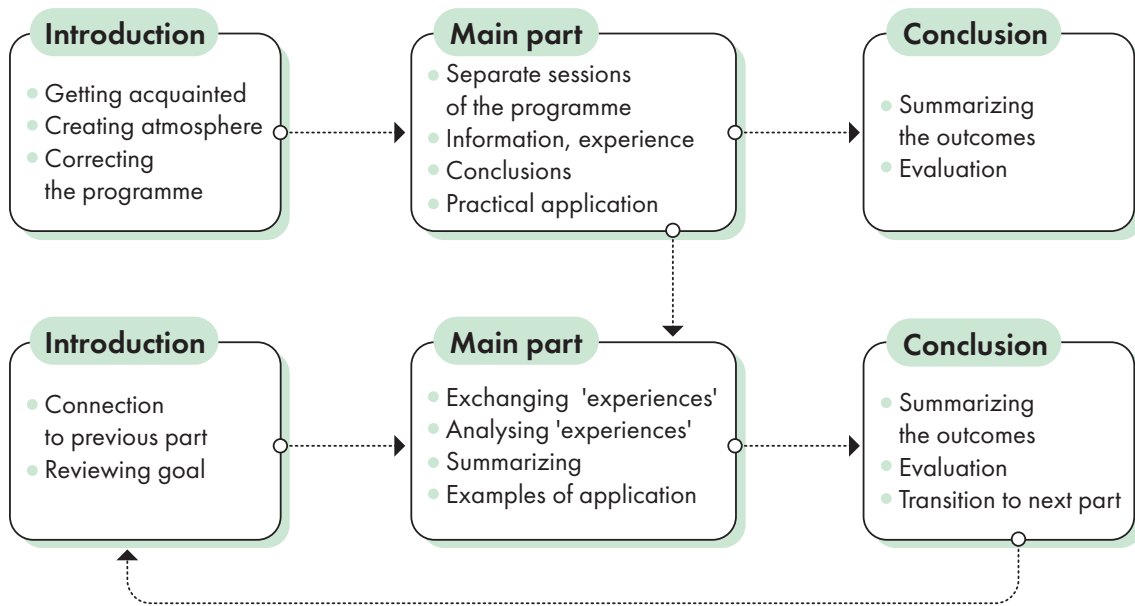 Introduction
Getting acquainted
Creating atmosphere
Correcting
the programme
Main part
Separate sessions
of the programme
Information, experience
Conclusions
Practical application
Conclusion
Summarizing
the outcomes
Evaluation
Introduction
Connection
to previous part
Reviewing goal
Main part
Exchanging 'experiences'
Analysing 'experiences'
Summarizing
Examples of application
Conclusion
Summarizing
the outcomes
Evaluation
Transition to next part